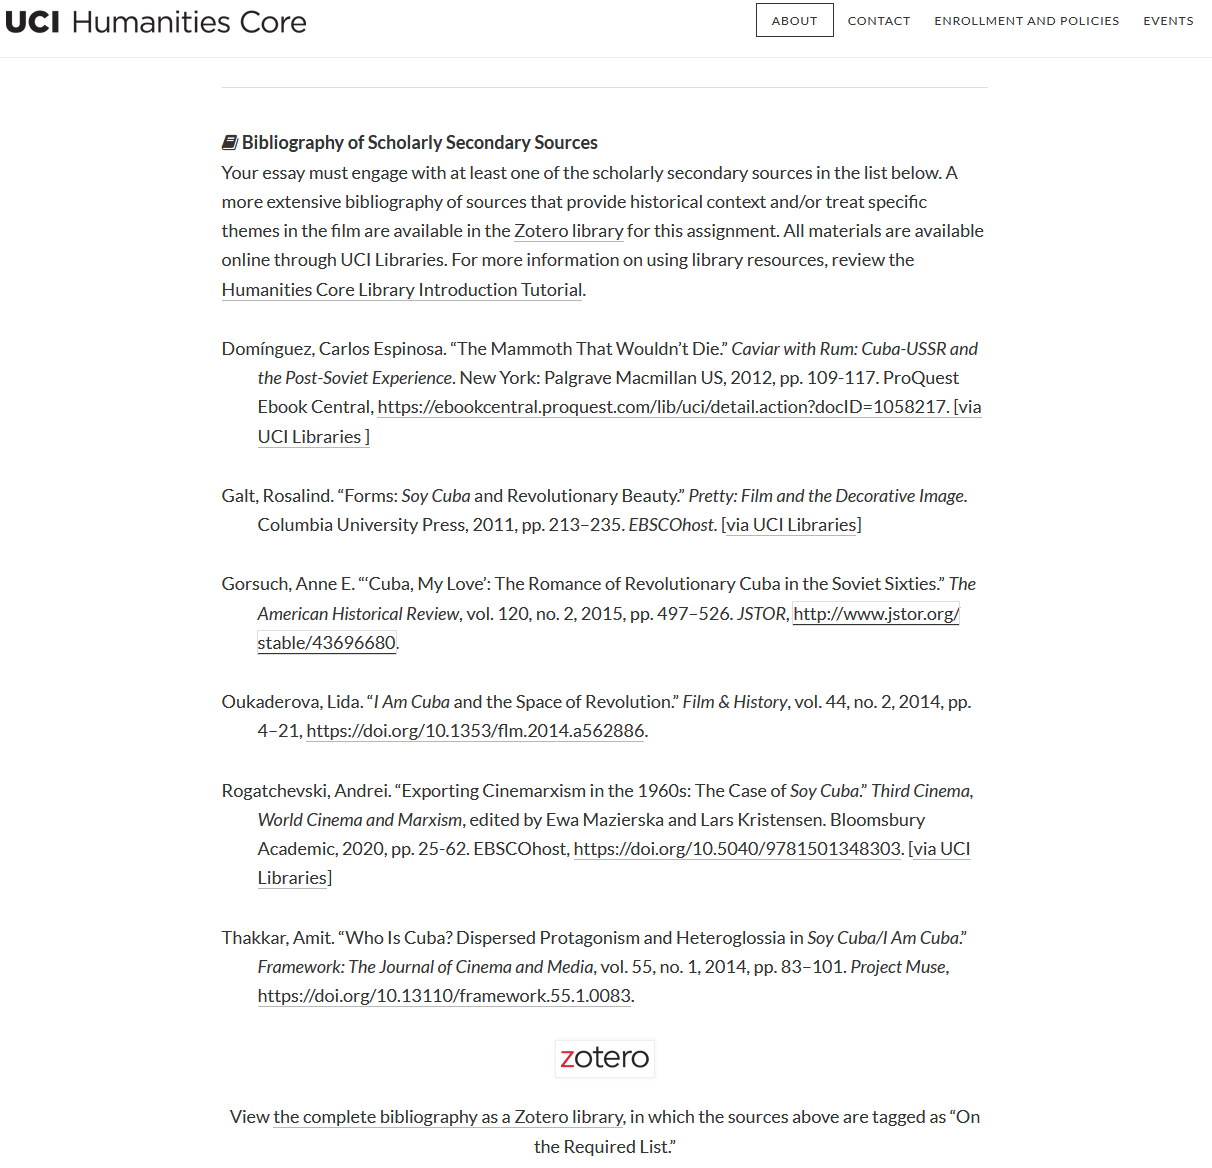 UCI Humanities Core
ABOUT CONTACT ENROLLMENT AND POLICIES EVENTS
Bibliography of Scholarly Secondary Sources
Your essay must engage with at least one of the scholarly secondary sources in the list below. A
more extensive bibliography of sources that provide historical context and/or treat specific
themes in the film are available in the Zotero library for this assignment. All materials are available
online through UCI Libraries. For more information on using library resources, review the
Humanities Core Library Introduction Tutorial.
Domínguez, Carlos Espinosa. “The Mammoth That Wouldn’t Die.” Caviar with Rum: Cuba-USSR and
the Post-Soviet Experience. New York: Palgrave Macmillan US, 2012, pp. 109-117. ProQuest
Ebook Central, https://ebookcentral.proquest.com/lib/uci/detail.action?docID=1058217. [via
UCI Libraries ]
Galt, Rosalind. “Forms: Soy Cuba and Revolutionary Beauty.” Pretty: Film and the Decorative Image.
Columbia University Press, 2011, pp. 213–235. EBSCOhost. [via UCI Libraries]
Gorsuch, Anne E. “‘Cuba, My Love’: The Romance of Revolutionary Cuba in the Soviet Sixties.” The
American Historical Review, vol. 120, no. 2, 2015, pp. 497–526. JSTOR, http://www.jstor.org/
stable/43696680.
Oukaderova, Lida. “I Am Cuba and the Space of Revolution.” Film & History, vol. 44, no. 2, 2014, pp.
4–21, https://doi.org/10.1353/flm.2014.a562886.
Rogatchevski, Andrei. “Exporting Cinemarxism in the 1960s: The Case of Soy Cuba.” Third Cinema,
World Cinema and Marxism, edited by Ewa Mazierska and Lars Kristensen. Bloomsbury
Academic, 2020, pp. 25-62. EBSCOhost, https://doi.org/10.5040/9781501348303. [via UCI
Libraries]
Thakkar, Amit. “Who Is Cuba? Dispersed Protagonism and Heteroglossia in Soy Cuba/I Am Cuba.”
Framework: The Journal of Cinema and Media, vol. 55, no. 1, 2014, pp. 83–101. Project Muse,
https://doi.org/10.13110/framework.55.1.0083.
zotero
View the complete bibliography as a Zotero library, in which the sources above are tagged as “On
the Required List.”